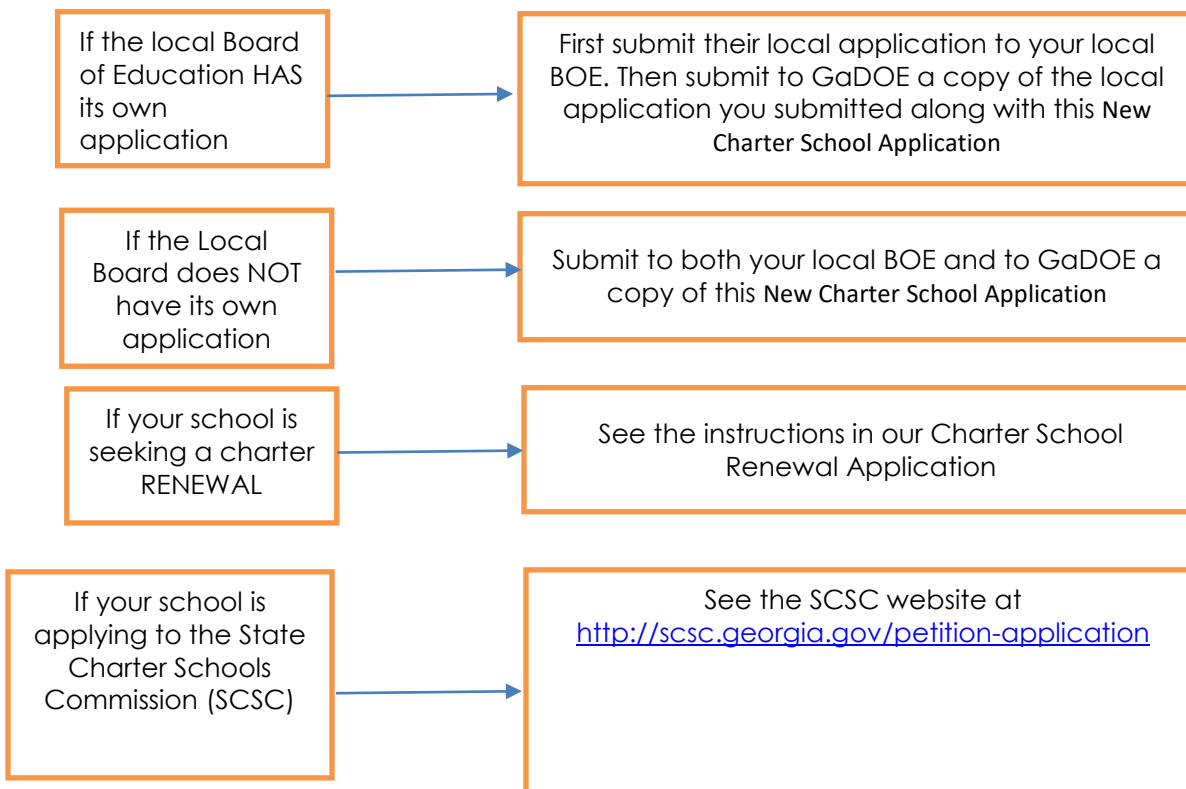 If the local Board
of Education HAS
its own
application
First submit their local application to your local
BOE. Then submit to GaDOE a copy of the local
application you submitted along with this New
Charter School Application
If the Local
Board does NOT
have its own
application
Submit to both your local BOE and to GaDOE a
copy of this New Charter School Application
If your school is
seeking a charter
RENEWAL
See the instructions in our Charter School
Renewal Application
If your school is
applying to the State
Charter Schools
Commission (SCSC)
See the SCSC website at
http://scsc.georgia.gov/petition-application